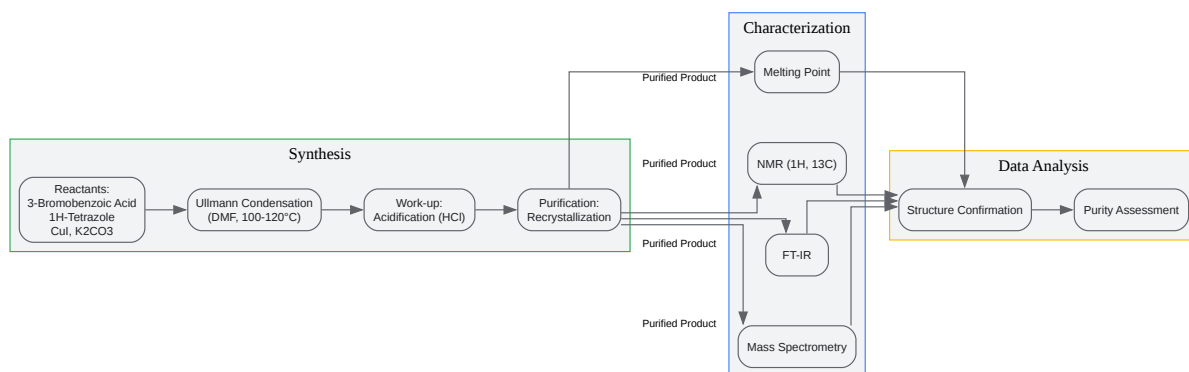 Characterization
Melting Point
Purified Product
Synthesis
Reactants:
3-Bromobenzoic Acid
1H-Tetrazole
CuI, K2CO3
Ullmann Condensation
(DMF, 100-120°C)
Work-up:
Acidification (HCl)
Purification:
Recrystallization
Purified Product
NMR (1H, 13C)
Data Analysis
Structure Confirmation
Purity Assessment
Purified Product
FT-IR
Purified Product
Mass Spectrometry